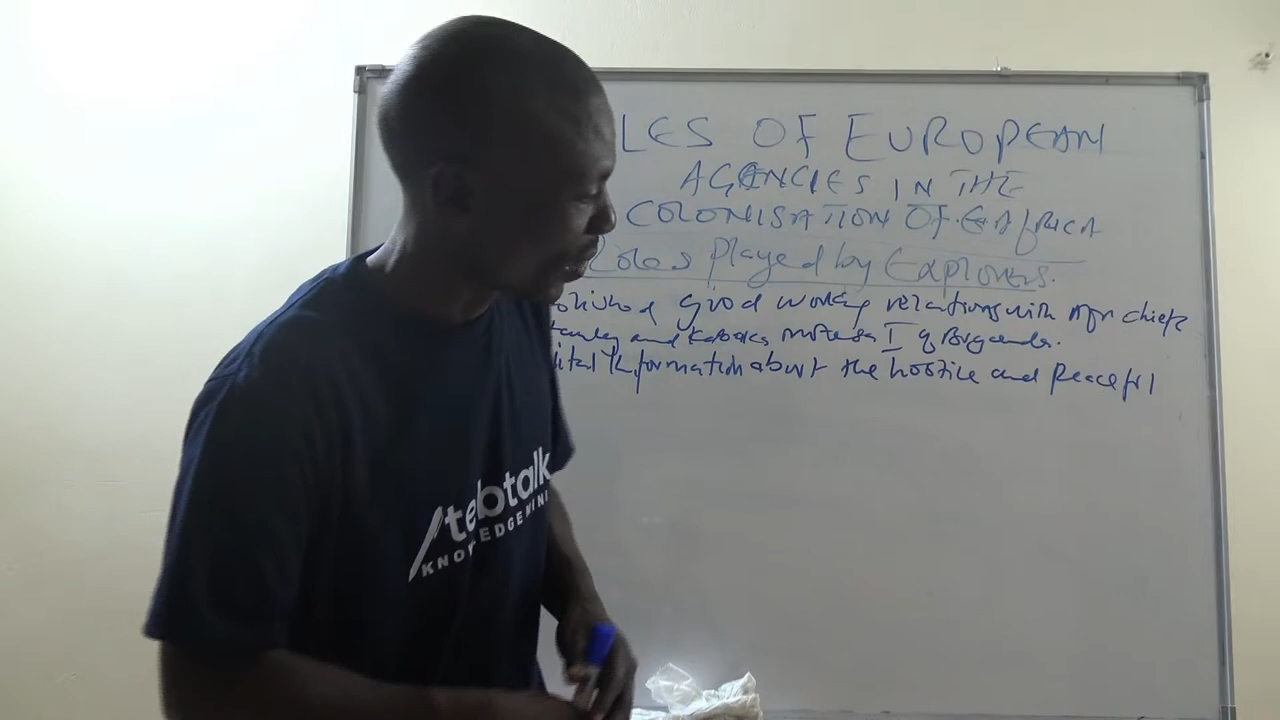 LES OF EUROPEAN
AGENCIES IN THE
COLONISATION OF E. AFRICA
Roles played by Explorers.
good working relations with Afrn chiefs
and Kabaka Mutesa I of Buganda.
Information about the hostile and peaceful
tebtalk